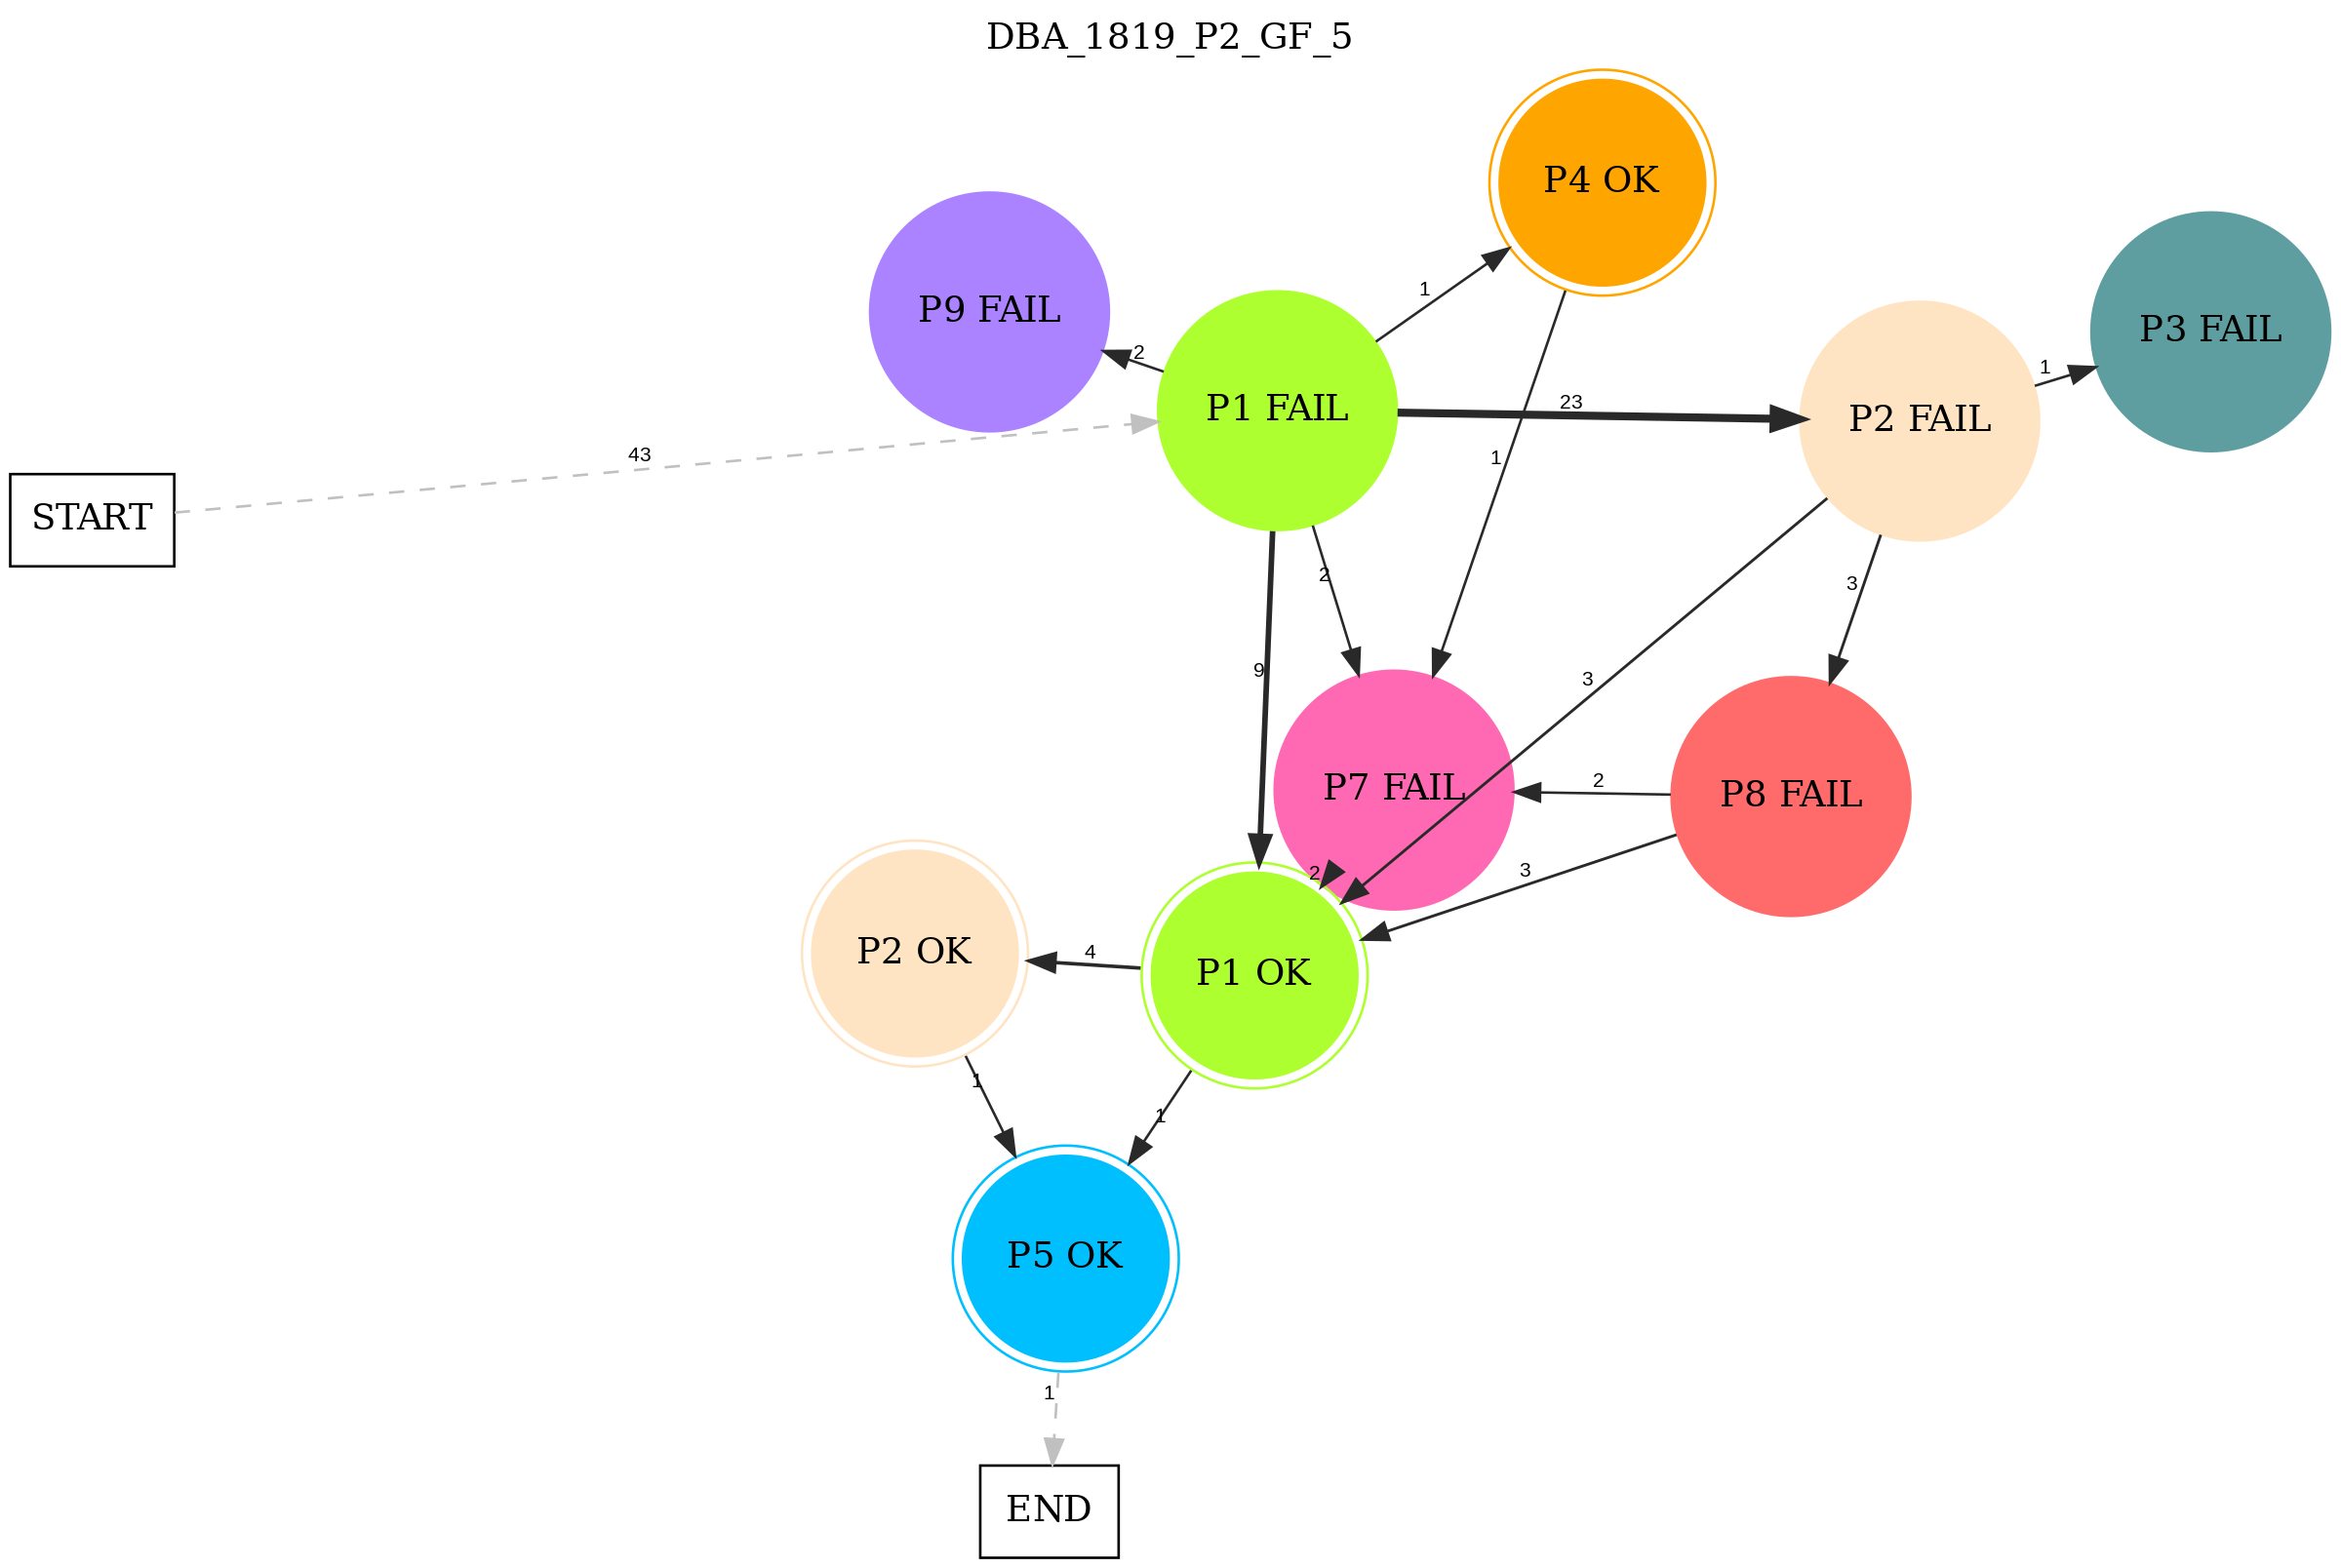 DBA_1819_P2_GF_5
P4 OK
P9 FAIL
1
P3 FAIL
2
1
P1 FAIL
23
P2 FAIL
43
1
START
2
3
9
3
2
P7 FAIL
P8 FAIL
3
2
4
P2 OK
P1 OK
1
1
P5 OK
1
END